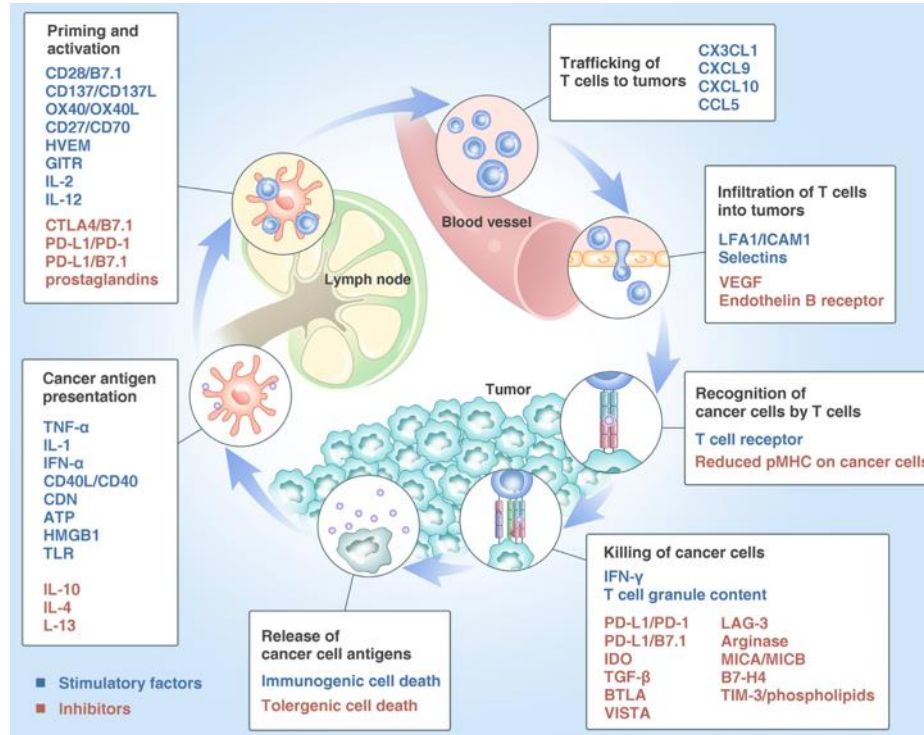 Priming and
activation
CD28/B7.1
CD137/CD137L
OX40/OX40L
CD27/CD70
HVEM
GITR
IL-2
IL-12
CTLA4/B7.1
PD-L1/PD-1
PD-L1/B7.1
prostaglandins
Trafficking of
T cells to tumors
CX3CL1
CXCL9
CXCL10
CCL5
Infiltration of T cells
into tumors
LFA1/ICAM1
Selectins
VEGF
Endothelin B receptor
Blood vessel
Lymph node
Tumor
Recognition of
cancer cells by T cells
T cell receptor
Reduced pMHC on cancer cells
Killing of cancer cells
IFN-γ
T cell granule content
PD-L1/PD-1
PD-L1/B7.1
IDO
TGF-β
BTLA
VISTA
LAG-3
Arginase
MICA/MICB
B7-H4
TIM-3/phospholipids
Release of
cancer cell antigens
Immunogenic cell death
Tolergenic cell death
Cancer antigen
presentation
TNF-α
IL-1
IFN-α
CD40L/CD40
CDN
ATP
HMGB1
TLR
IL-10
IL-4
L-13
Stimulatory factors
Inhibitors